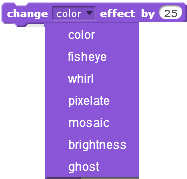 change color effect by 25
color
fisheye
whirl
pixelate
mosaic
brightness
ghost